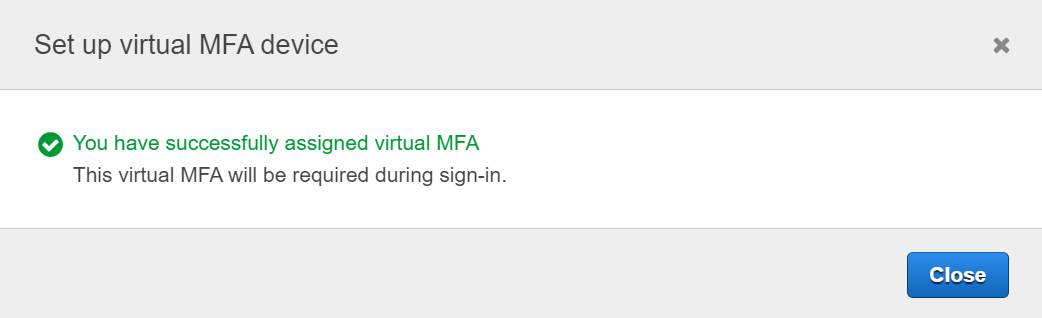 Set up virtual MFA device
You have successfully assigned virtual MFA
This virtual MFA will be required during sign-in.
Close